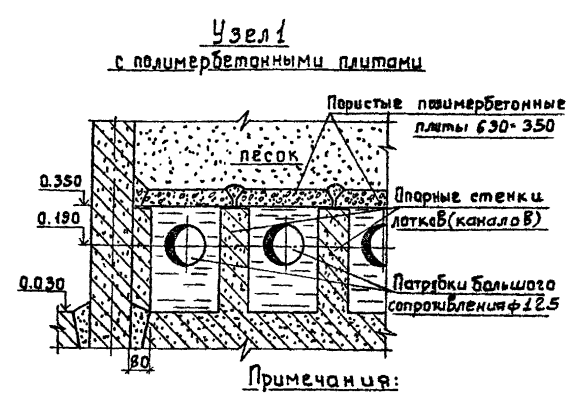 Узел 1
с полимербетонными плитами
Пористые полимербетонные
плиты 630×350
песок
0.350
Опорные стенки
лотков (каналов)
0.190
Патрубки большого
сопротивления ф 125
0.030
80
Примечания: